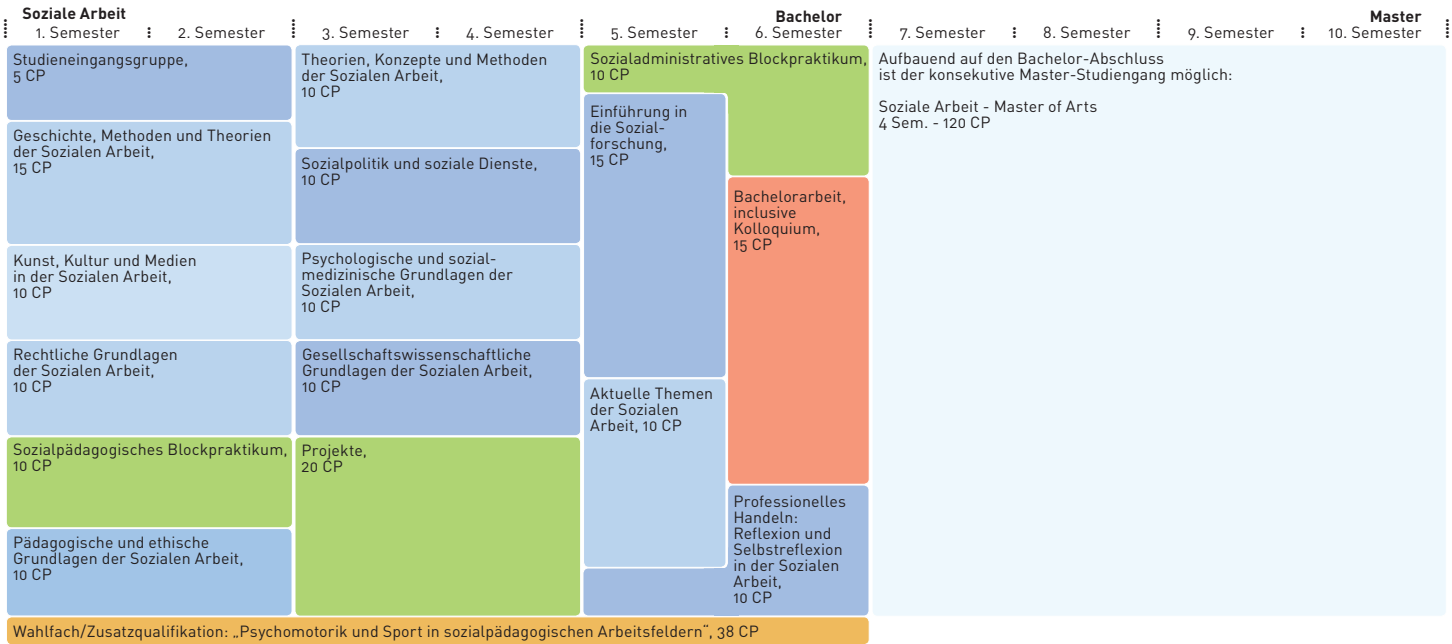 Soziale Arbeit
Bachelor
Master
1. Semester
2. Semester
3. Semester
4. Semester
5. Semester
6. Semester
7. Semester
8. Semester
9. Semester
10. Semester
Studieneingangsgruppe,
5 CP
Geschichte, Methoden und Theorien
der Sozialen Arbeit,
15 CP
Kunst, Kultur und Medien
in der Sozialen Arbeit,
10 CP
Rechtliche Grundlagen
der Sozialen Arbeit,
10 CP
Sozialpädagogisches Blockpraktikum,
10 CP
Pädagogische und ethische
Grundlagen der Sozialen Arbeit,
10 CP
Theorien, Konzepte und Methoden
der Sozialen Arbeit,
10 CP
Sozialpolitik und soziale Dienste,
10 CP
Psychologische und sozial-
medizinische Grundlagen der
Sozialen Arbeit,
10 CP
Gesellschaftswissenschaftliche
Grundlagen der Sozialen Arbeit,
10 CP
Projekte,
20 CP
Sozialadministratives Blockpraktikum,
10 CP
Einführung in
die Sozial-
forschung,
15 CP
Aktuelle Themen
der Sozialen
Arbeit, 10 CP
Bachelorarbeit,
inclusive
Kolloquium,
15 CP
Professionelles
Handeln:
Reflexion und
Selbstreflexion
in der Sozialen
Arbeit,
10 CP
Aufbauend auf den Bachelor-Abschluss
ist der konsekutive Master-Studiengang möglich:
Soziale Arbeit - Master of Arts
4 Sem. - 120 CP
Wahlfach/Zusatzqualifikation: „Psychomotorik und Sport in sozialpädagogischen Arbeitsfeldern“, 38 CP